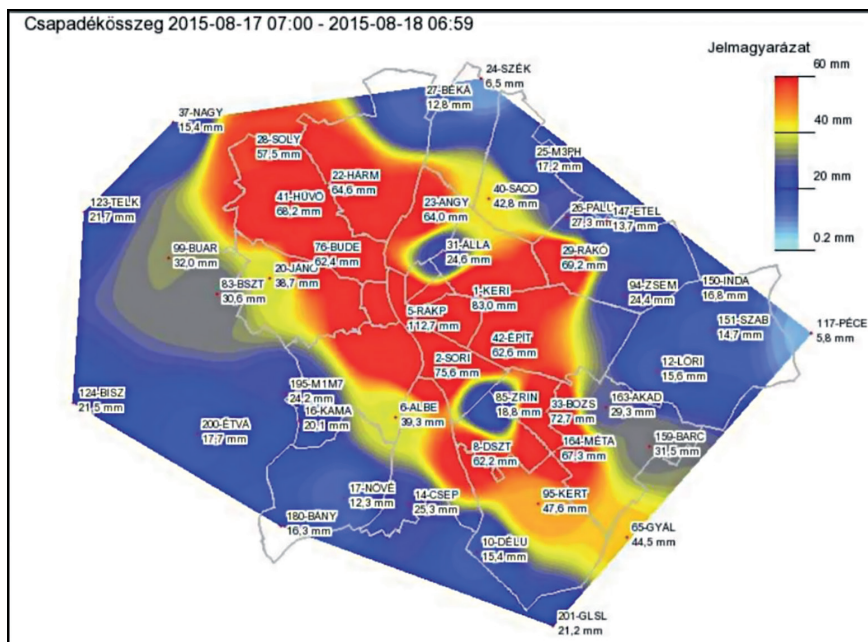 Csapadékösszeg 2015-08-17 07:00 - 2015-08-18 06:59
Jelmagyarázat
60 mm
40 mm
20 mm
0.2 mm
24-SZÉK
6,5 mm
27-BÉKÁ
12,8 mm
37-NAGY
15,4 mm
28-SOLY
57,5 mm
25-M3PH
17,2 mm
22-HÁRM
64,6 mm
41-HŰVÖ
68,2 mm
40-SACO
42,8 mm
123-TELK
21,7 mm
23-ANGY
64,0 mm
26-PÁLU
27,3 mm
147-ETEL
13,7 mm
99-BUAR
32,0 mm
76-BUDE
62,4 mm
31-ÁLLA
24,6 mm
29-RÁKÓ
69,2 mm
20-JÁNO
38,7 mm
83-BSZT
30,6 mm
1-KERI
83,0 mm
94-ZSEM
24,4 mm
150-INDA
16,8 mm
5-RAKP
112,7 mm
151-SZAB
14,7 mm
117-PÉCE
5,8 mm
42-ÉPÍT
62,6 mm
2-SORI
75,6 mm
12-LŐRI
15,6 mm
124-BISZ
21,5 mm
195-M1M7
24,2 mm
16-KAMA
20,1 mm
6-ALBE
39,3 mm
85-ZRIN
18,8 mm
33-BOZS
72,7 mm
163-AKAD
29,3 mm
200-ÉTVÁ
17,7 mm
8-DSZT
62,2 mm
164-MÉTA
67,3 mm
159-BARC
31,5 mm
17-NÖVÉ
12,3 mm
14-CSEP
25,3 mm
95-KERT
47,6 mm
180-BÁNY
16,3 mm
65-GYÁL
44,5 mm
10-DÉLU
15,4 mm
201-GLSL
21,2 mm